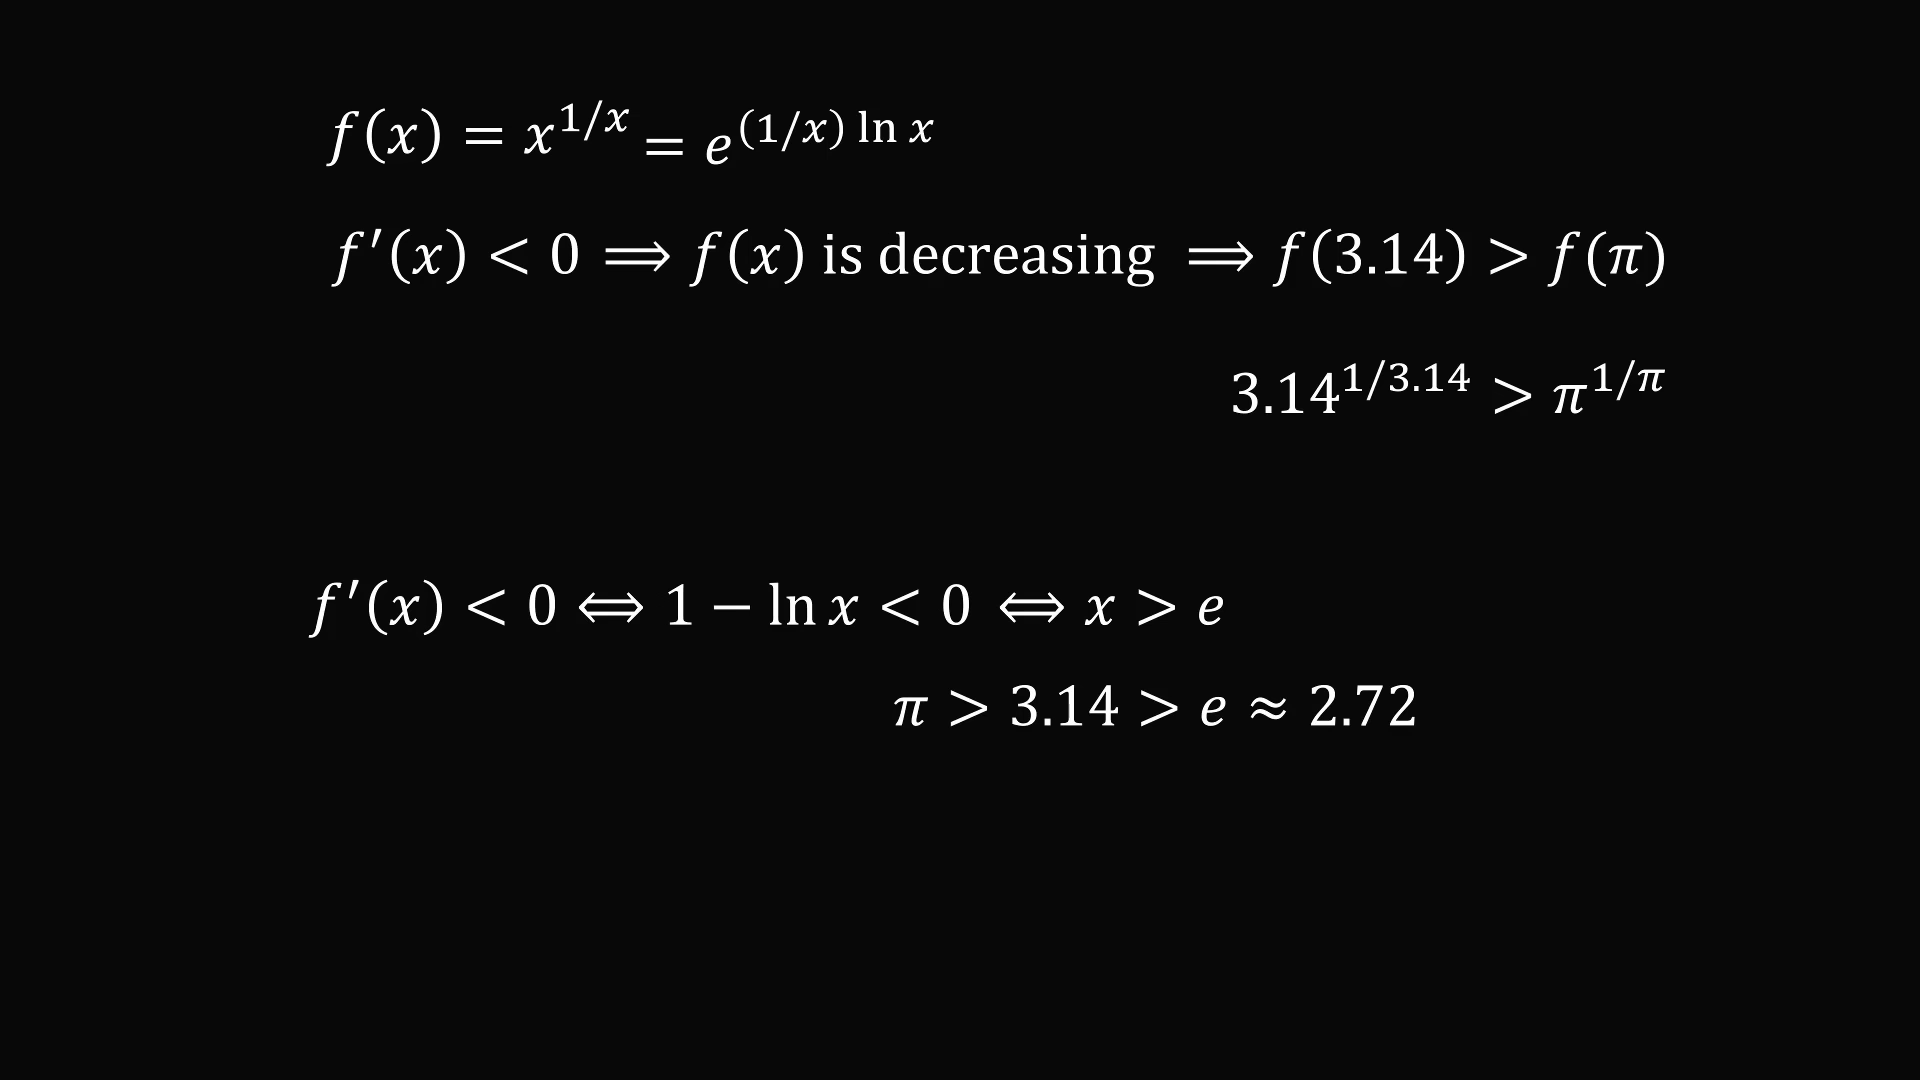 f(x) = x^{1/x} = e^{(1/x) ln x}
f′(x) < 0 ⟹ f(x) is decreasing ⟹ f(3.14) > f(π)
3.14^{1/3.14} > π^{1/π}
f′(x) < 0 ⟺ 1 − ln x < 0 ⟺ x > e
π > 3.14 > e ≈ 2.72